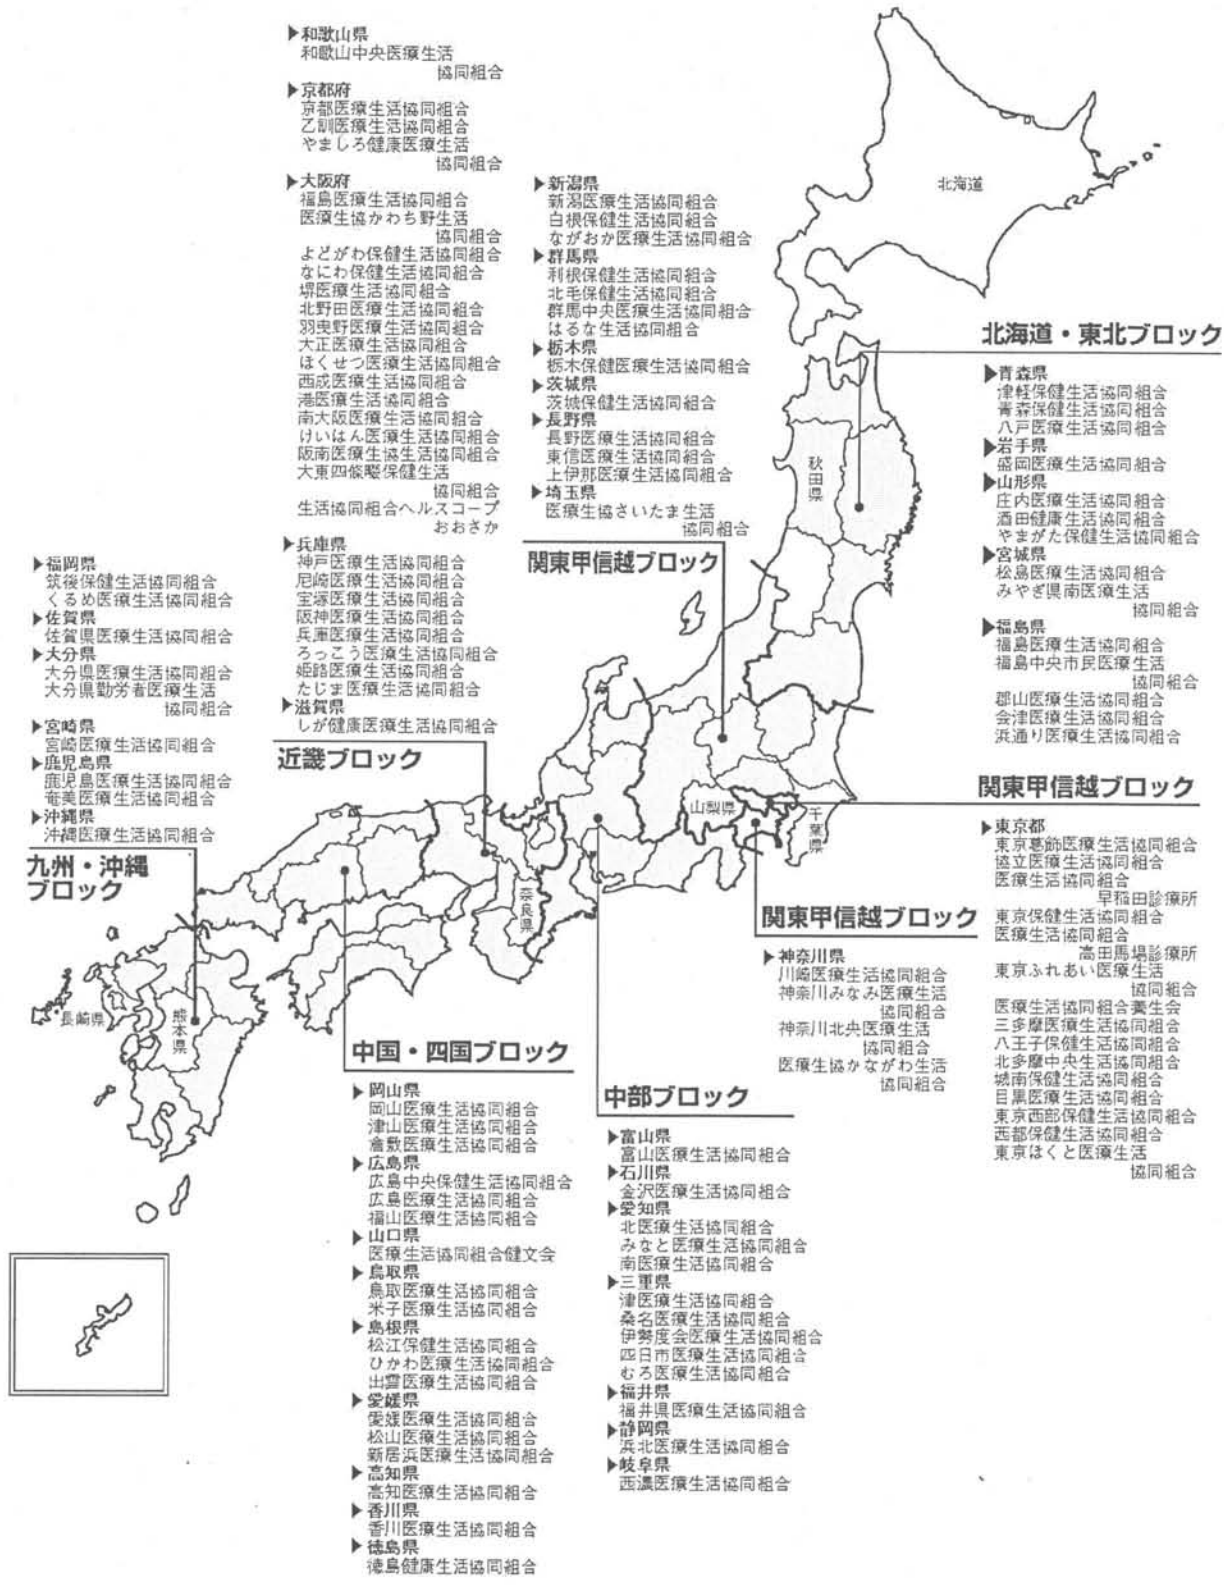 ▶和歌山県
和歌山中央医療生活
協同組合
▶京都府
京都医療生活協同組合
乙訓医療生活協同組合
やましろ健康医療生活
協同組合
▶大阪府
福島医療生活協同組合
医療生協かわち野生活
協同組合
よどがわ保健生活協同組合
なにわ保健生活協同組合
堺医療生活協同組合
北野田医療生活協同組合
羽曳野医療生活協同組合
大正医療生活協同組合
ほくせつ医療生活協同組合
西成医療生活協同組合
港医療生活協同組合
南大阪医療生活協同組合
けいはん医療生活協同組合
阪南医療生協生活協同組合
大東四條畷保健生活
協同組合
生活協同組合ヘルスコープ
おおさか
▶兵庫県
神戸医療生活協同組合
尼崎医療生活協同組合
宝塚医療生活協同組合
阪神医療生活協同組合
兵庫医療生活協同組合
ろっこう医療生活協同組合
姫路医療生活協同組合
たじま医療生活協同組合
▶滋賀県
しが健康医療生活協同組合
近畿ブロック
▶新潟県
新潟医療生活協同組合
白根保健生活協同組合
ながおか医療生活協同組合
▶群馬県
利根保健生活協同組合
北毛保健生活協同組合
群馬中央医療生活協同組合
はるな生活協同組合
▶栃木県
栃木保健医療生活協同組合
▶茨城県
茨城保健生活協同組合
▶長野県
長野医療生活協同組合
東信医療生活協同組合
上伊那医療生活協同組合
▶埼玉県
医療生協さいたま生活
協同組合
関東甲信越ブロック
北海道
秋田県
山梨県
千葉県
奈良県
長崎県
熊本県
北海道・東北ブロック
▶青森県
津軽保健生活協同組合
青森保健生活協同組合
八戸医療生活協同組合
▶岩手県
盛岡医療生活協同組合
▶山形県
庄内医療生活協同組合
酒田健康生活協同組合
やまがた保健生活協同組合
▶宮城県
松島医療生活協同組合
みやぎ県南医療生活
協同組合
▶福島県
福島医療生活協同組合
福島中央市民医療生活
協同組合
郡山医療生活協同組合
会津医療生活協同組合
浜通り医療生活協同組合
関東甲信越ブロック
▶東京都
東京葛飾医療生活協同組合
協立医療生活協同組合
医療生活協同組合
早稲田診療所
東京保健生活協同組合
医療生活協同組合
高田馬場診療所
東京ふれあい医療生活
協同組合
医療生活協同組合養生会
三多摩医療生活協同組合
八王子保健生活協同組合
北多摩中央生活協同組合
城南保健生活協同組合
目黒医療生活協同組合
東京西部保健生活協同組合
西都保健生活協同組合
東京ほくと医療生活
協同組合
▶福岡県
筑後保健生活協同組合
くるめ医療生活協同組合
▶佐賀県
佐賀県医療生活協同組合
▶大分県
大分県医療生活協同組合
大分県勤労者医療生活
協同組合
▶宮崎県
宮崎医療生活協同組合
▶鹿児島県
鹿児島医療生活協同組合
奄美医療生活協同組合
▶沖縄県
沖縄医療生活協同組合
九州・沖縄
ブロック
関東甲信越ブロック
▶神奈川県
川崎医療生活協同組合
神奈川みなみ医療生活
協同組合
神奈川北央医療生活
協同組合
医療生協かながわ生活
協同組合
中国・四国ブロック
▶岡山県
岡山医療生活協同組合
津山医療生活協同組合
倉敷医療生活協同組合
▶広島県
広島中央保健生活協同組合
広島医療生活協同組合
福山医療生活協同組合
▶山口県
医療生活協同組合健文会
▶鳥取県
鳥取医療生活協同組合
米子医療生活協同組合
▶島根県
松江保健生活協同組合
ひかわ医療生活協同組合
出雲医療生活協同組合
▶愛媛県
愛媛医療生活協同組合
松山医療生活協同組合
新居浜医療生活協同組合
▶高知県
高知医療生活協同組合
▶香川県
香川医療生活協同組合
▶徳島県
徳島健康生活協同組合
中部ブロック
▶富山県
富山医療生活協同組合
▶石川県
金沢医療生活協同組合
▶愛知県
北医療生活協同組合
みなと医療生活協同組合
南医療生活協同組合
▶三重県
津医療生活協同組合
桑名医療生活協同組合
伊勢度会医療生活協同組合
四日市医療生活協同組合
むろ医療生活協同組合
▶福井県
福井県医療生活協同組合
▶静岡県
浜北医療生活協同組合
▶岐阜県
西濃医療生活協同組合